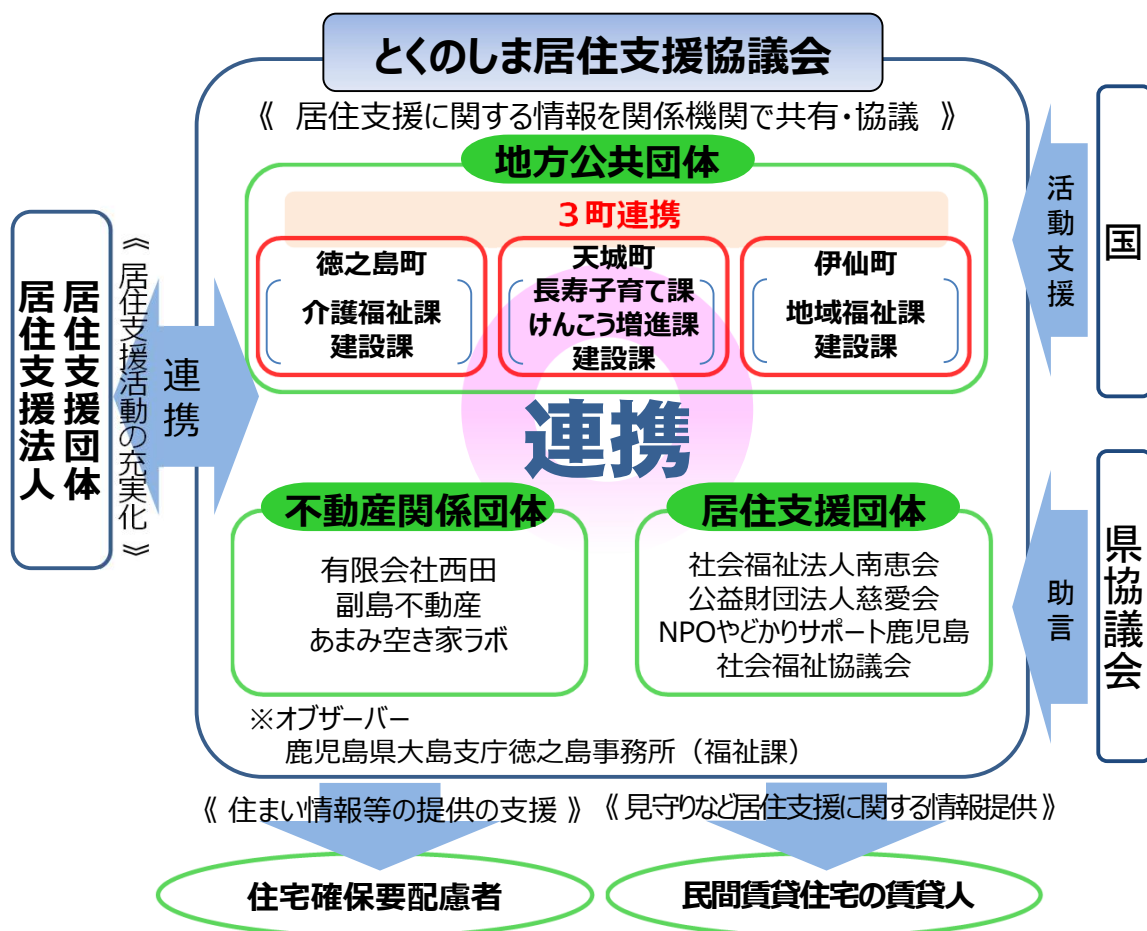 とくのしま居住支援協議会
《 居住支援に関する情報を関係機関で共有・協議 》
地方公共団体
3町連携
徳之島町
介護福祉課
建設課
天城町
長寿子育て課
けんこう増進課
建設課
伊仙町
地域福祉課
建設課
連携
不動産関係団体
有限会社西田
副島不動産
あまみ空き家ラボ
居住支援団体
社会福祉法人南恵会
公益財団法人慈愛会
NPOやどかりサポート鹿児島
社会福祉協議会
※オブザーバー
鹿児島県大島支庁徳之島事務所（福祉課）
居住支援団体
居住支援法人
《居住支援活動の充実化》
連携
国
活動支援
県協議会
助言
《 住まい情報等の提供の支援 》
《 見守りなど居住支援に関する情報提供 》
住宅確保要配慮者
民間賃貸住宅の賃貸人